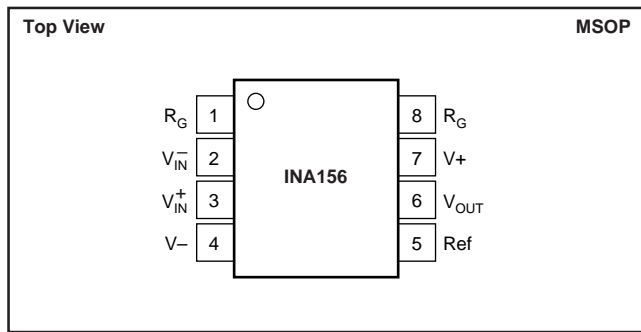 Top View MSOP
R_G 1 8 R_G
V_IN^– 2 7 V+
INA156
V_IN^+ 3 6 V_OUT
V– 4 5 Ref